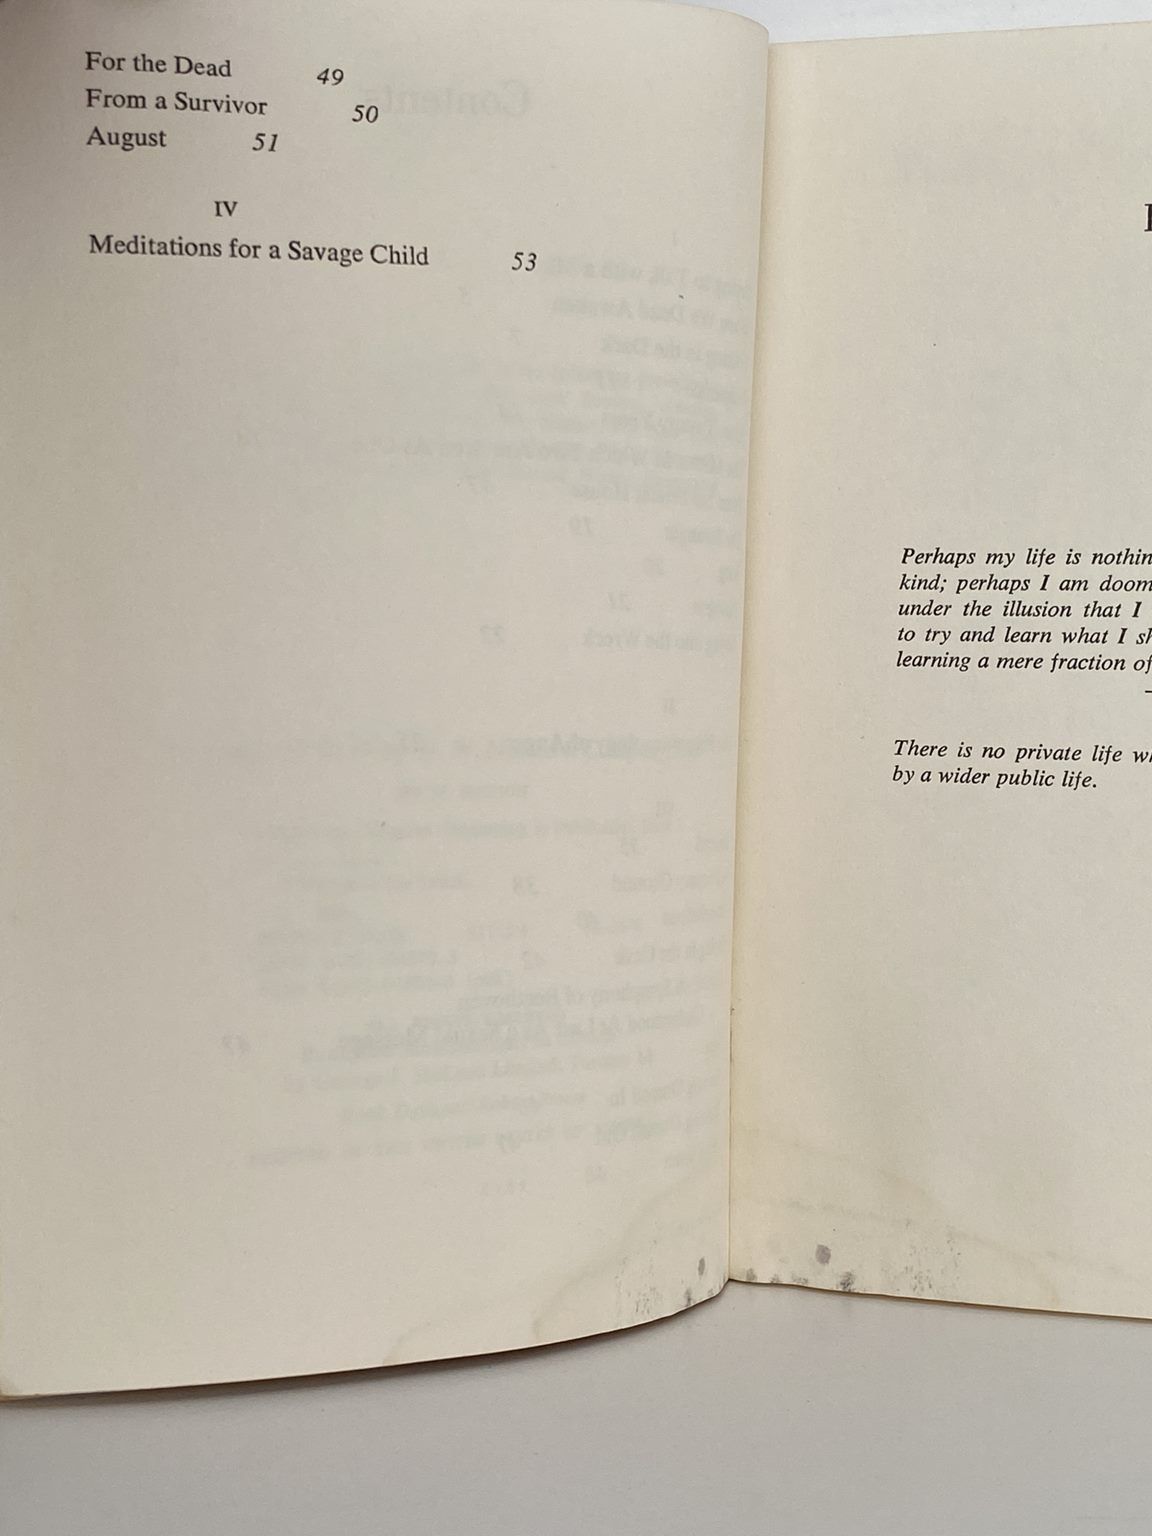 For the Dead 49
From a Survivor 50
August 51
IV
Meditations for a Savage Child 53
Perhaps my life is nothin
kind; perhaps I am doom
under the illusion that I
to try and learn what I sh
learning a mere fraction of
There is no private life wh
by a wider public life.